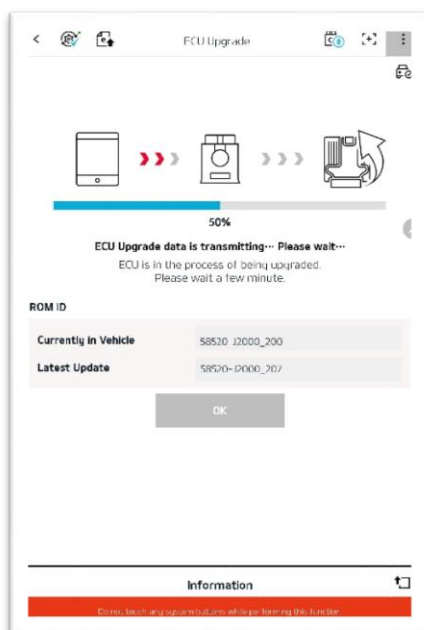 ECU Upgrade
50%
ECU Upgrade data is transmitting··· Please wait···
ECU is in the process of being upgraded.
Please wait a few minute.
ROM ID
Currently in Vehicle 58520-J2000_200
Latest Update 58520-J2000_207
OK
Information
Do not touch any system buttons while performing this function.